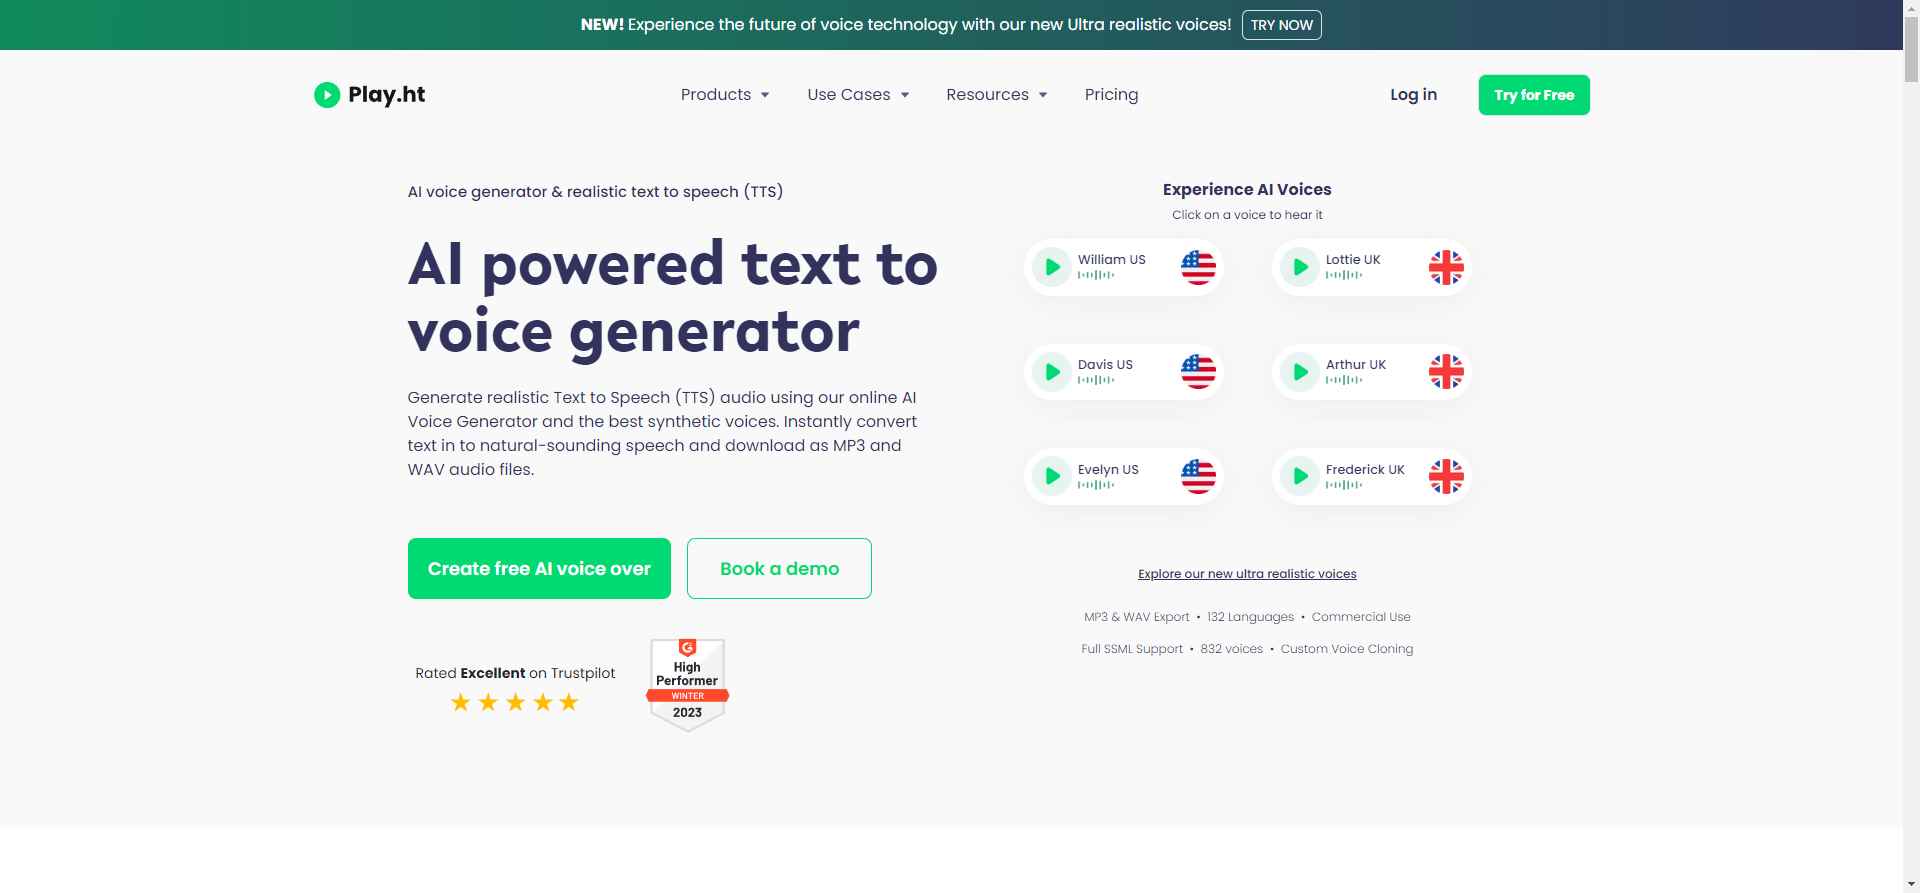 NEW! Experience the future of voice technology with our new Ultra realistic voices! TRY NOW
Play.ht
Products
Use Cases
Resources
Pricing
Log in
Try for Free
AI voice generator & realistic text to speech (TTS)
AI powered text to
voice generator
Generate realistic Text to Speech (TTS) audio using our online AI
Voice Generator and the best synthetic voices. Instantly convert
text in to natural-sounding speech and download as MP3 and
WAV audio files.
Create free AI voice over
Book a demo
Rated Excellent on Trustpilot
High
Performer
WINTER
2023
Experience AI Voices
Click on a voice to hear it
William US
Lottie UK
Davis US
Arthur UK
Evelyn US
Frederick UK
Explore our new ultra realistic voices
MP3 & WAV Export • 132 Languages • Commercial Use
Full SSML Support • 832 voices • Custom Voice Cloning